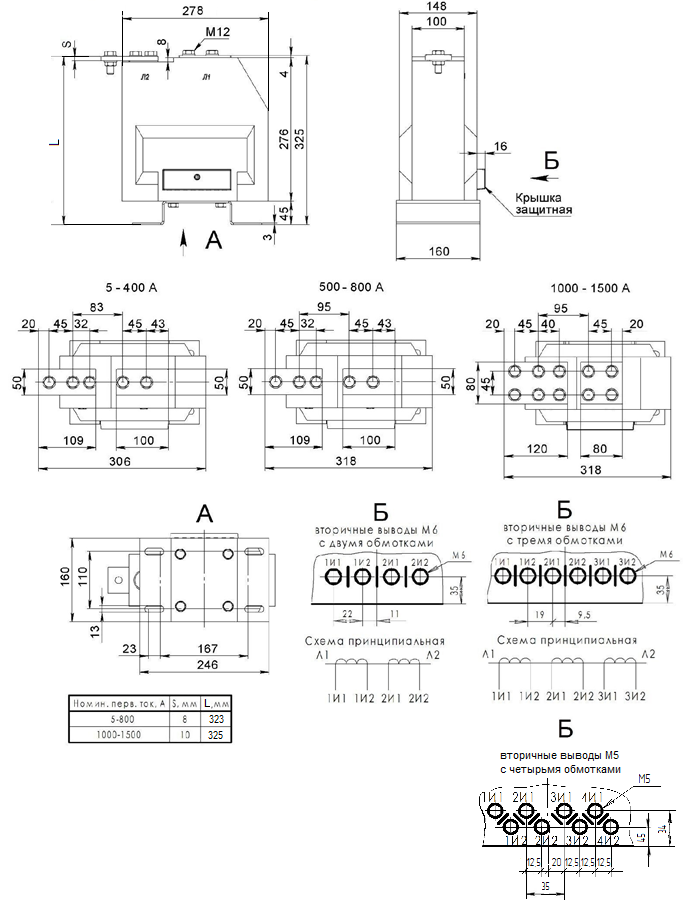 278
M12
S
8
Л2
Л1
4
L
276
325
45
3
А
148
100
16
Б
Крышка
защитная
160
5 - 400 А
83
20 45 32 45 43
50
50
109
100
306
500 - 800 А
95
20 45 32 45 43
50
50
109
100
318
1000 - 1500 А
95
20 45 40 45 20
80
45
120
80
318
А
160
110
13
23
167
246
Б
вторичные выводы М6
с двумя обмотками
1И1 1И2 2И1 2И2
М6
35
22
11
Схема принципиальная
Л1 Л2
1И1 1И2 2И1 2И2
Б
вторичные выводы М6
с тремя обмотками
1И1 1И2 2И1 2И2 3И1 3И2
М6
35
19
9,5
Схема принципиальная
Л1 Л2
1И1 1И2 2И1 2И2 3И1 3И2
Номин. перв. ток, А S, мм L, мм
5-800 8 323
1000-1500 10 325
Б
вторичные выводы М5
с четырьмя обмотками
М5
1И1 2И1 3И1 4И1
1И2 2И2 3И2 4И2
45
34
12,5 20 12,5 12,5 12,5
35